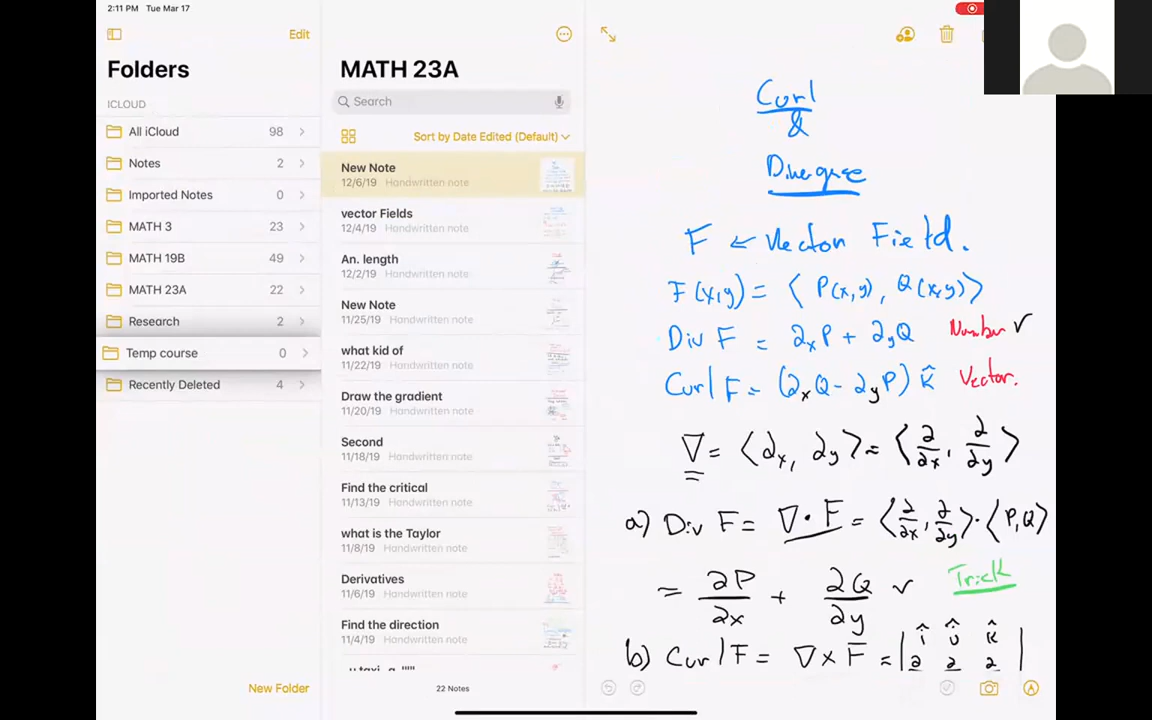 2:11 PM Tue Mar 17
Edit
Folders
ICLOUD
All iCloud 98
Notes 2
Imported Notes 0
MATH 3 23
MATH 19B 49
MATH 23A 22
Research 2
Temp course 0
Recently Deleted 4
New Folder
MATH 23A
Search
Sort by Date Edited (Default)
New Note
12/6/19 Handwritten note
vector Fields
12/4/19 Handwritten note
An. length
12/2/19 Handwritten note
New Note
11/25/19 Handwritten note
what kid of
11/22/19 Handwritten note
Draw the gradient
11/20/19 Handwritten note
Second
11/18/19 Handwritten note
Find the critical
11/13/19 Handwritten note
what is the Taylor
11/8/19 Handwritten note
Derivatives
11/6/19 Handwritten note
Find the direction
11/4/19 Handwritten note
22 Notes
Curl
&
Divergence
F ← Vector Field.
F(x,y) = ⟨P(x,y), Q(x,y)⟩
Div F = ∂xP + ∂yQ Number ✓
Curl F = (∂xQ - ∂yP) k̂ Vector.
∇ = ⟨∂x, ∂y⟩ = ⟨∂/∂x, ∂/∂y⟩
a) Div F = ∇·F = ⟨∂/∂x, ∂/∂y⟩·⟨P,Q⟩
= ∂P/∂x + ∂Q/∂y ✓ Trick
b) Curl F = ∇×F = | î ĵ k̂ |
∂ ∂ ∂